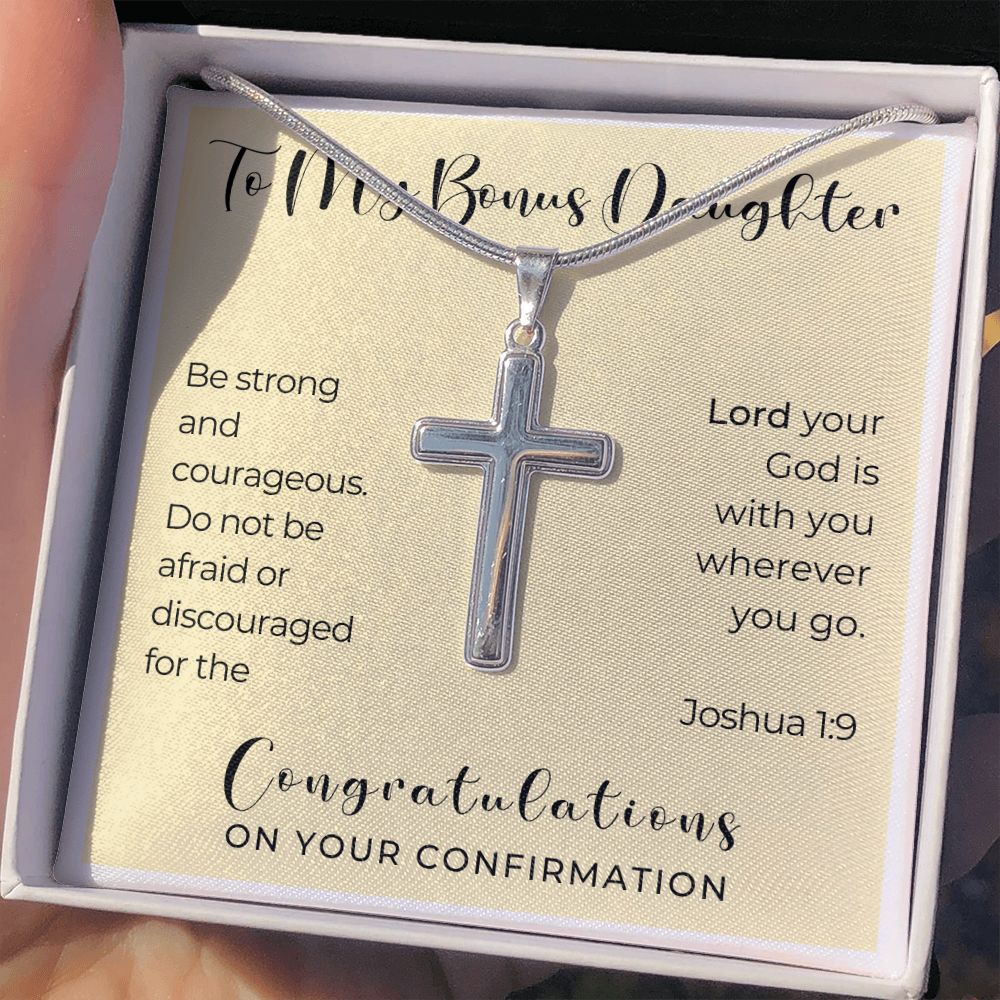 To My Bonus Daughter
Be strong
and
courageous.
Do not be
afraid or
discouraged
for the
Lord your
God is
with you
wherever
you go.
Joshua 1:9
Congratulations
ON YOUR CONFIRMATION